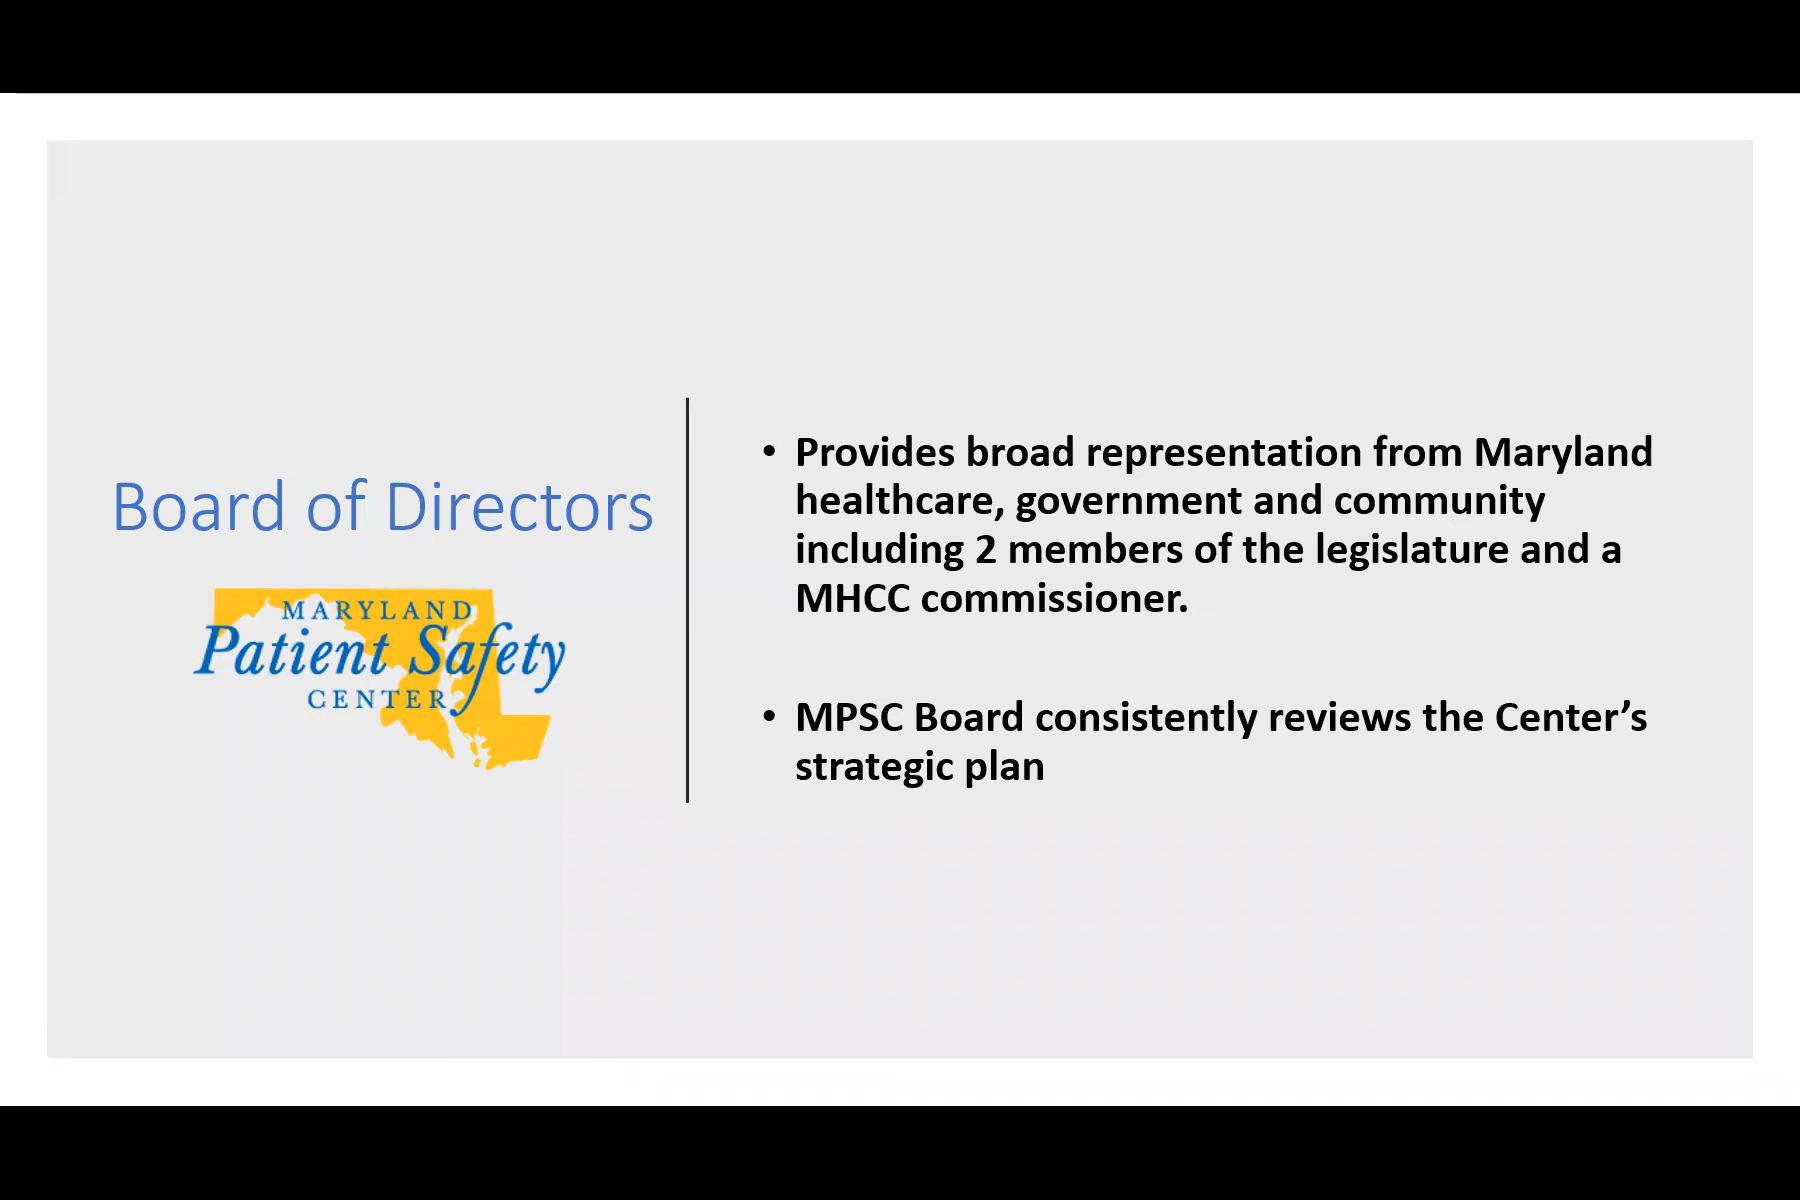 Board of Directors
MARYLAND
Patient Safety
CENTER
• Provides broad representation from Maryland
healthcare, government and community
including 2 members of the legislature and a
MHCC commissioner.
• MPSC Board consistently reviews the Center’s
strategic plan